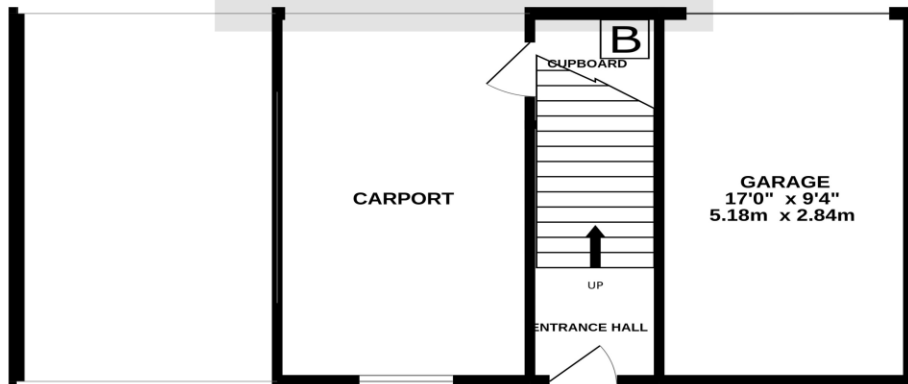 B
CUPBOARD
CARPORT
GARAGE
17'0" x 9'4"
5.18m x 2.84m
UP
ENTRANCE HALL